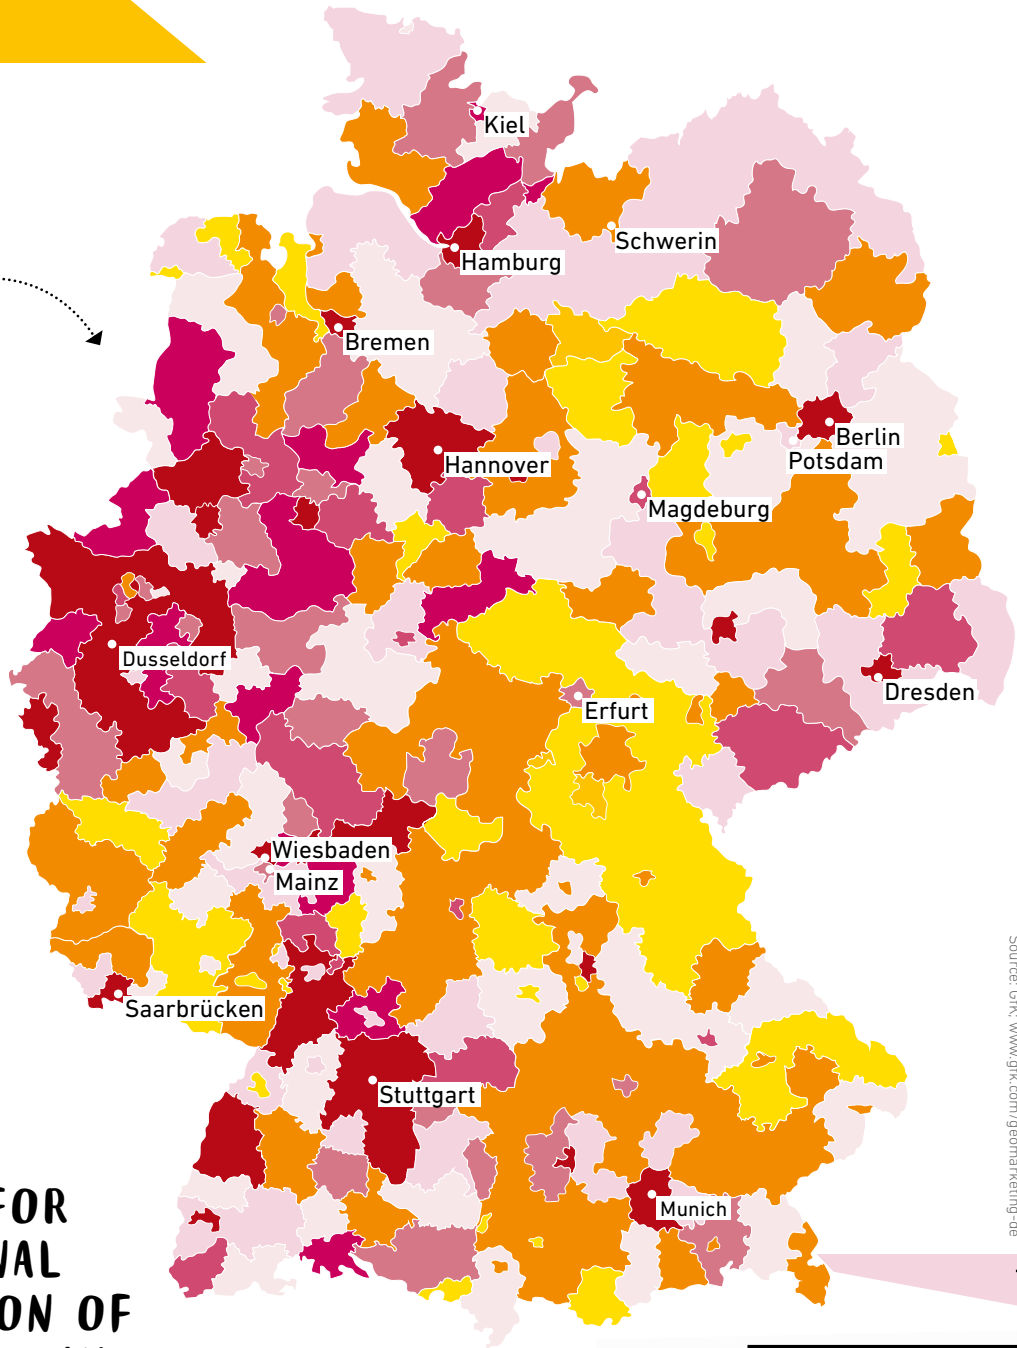 Kiel
Schwerin
Hamburg
Bremen
Berlin
Hannover
Potsdam
Magdeburg
Dusseldorf
Dresden
Erfurt
Wiesbaden
Mainz
Saarbrücken
Stuttgart
Munich
FOR
ON OF
Source: GfK, www.gfk.com/geomarketing-de